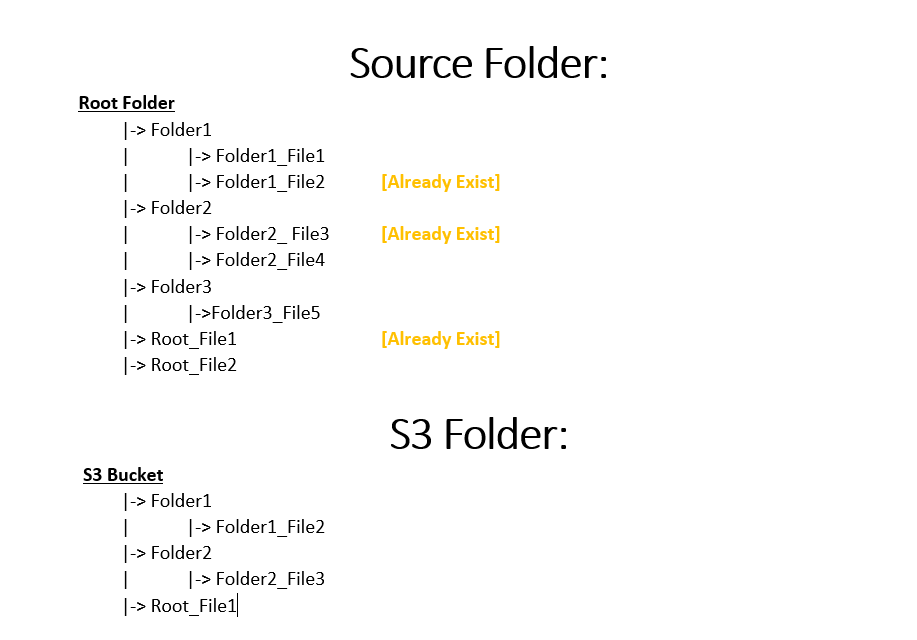 Source Folder:
Root Folder
|-> Folder1
| |-> Folder1_File1
| |-> Folder1_File2 [Already Exist]
|-> Folder2
| |-> Folder2_ File3 [Already Exist]
| |-> Folder2_File4
|-> Folder3
| |->Folder3_File5
|-> Root_File1 [Already Exist]
|-> Root_File2
S3 Folder:
S3 Bucket
|-> Folder1
| |-> Folder1_File2
|-> Folder2
| |-> Folder2_File3
|-> Root_File1